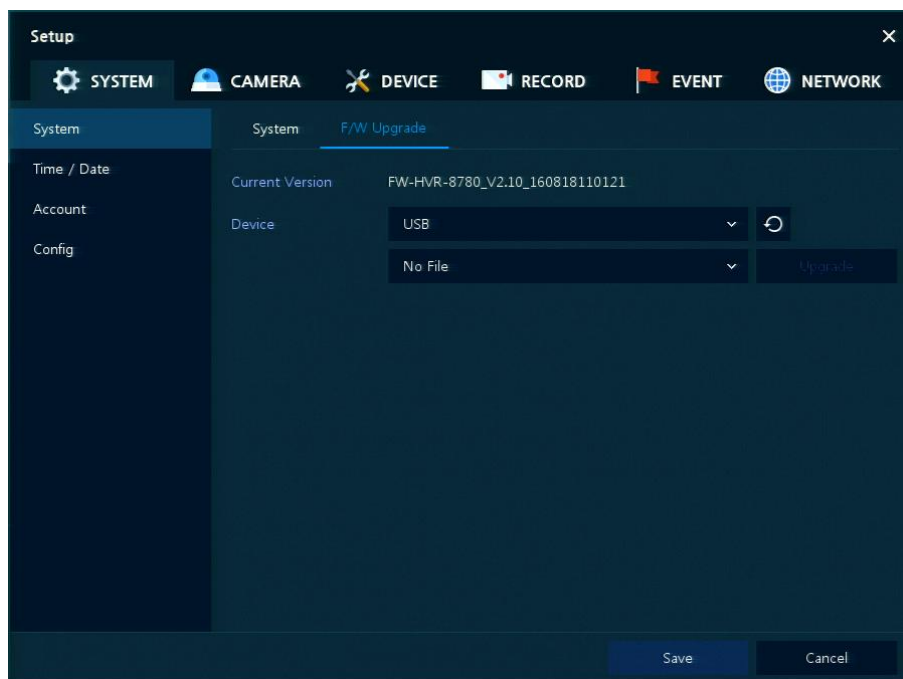 Setup
SYSTEM CAMERA DEVICE RECORD EVENT NETWORK
System
Time / Date
Account
Config
System F/W Upgrade
Current Version FW-HVR-8780_V2.10_160818110121
Device USB
No File Upgrade
Save Cancel